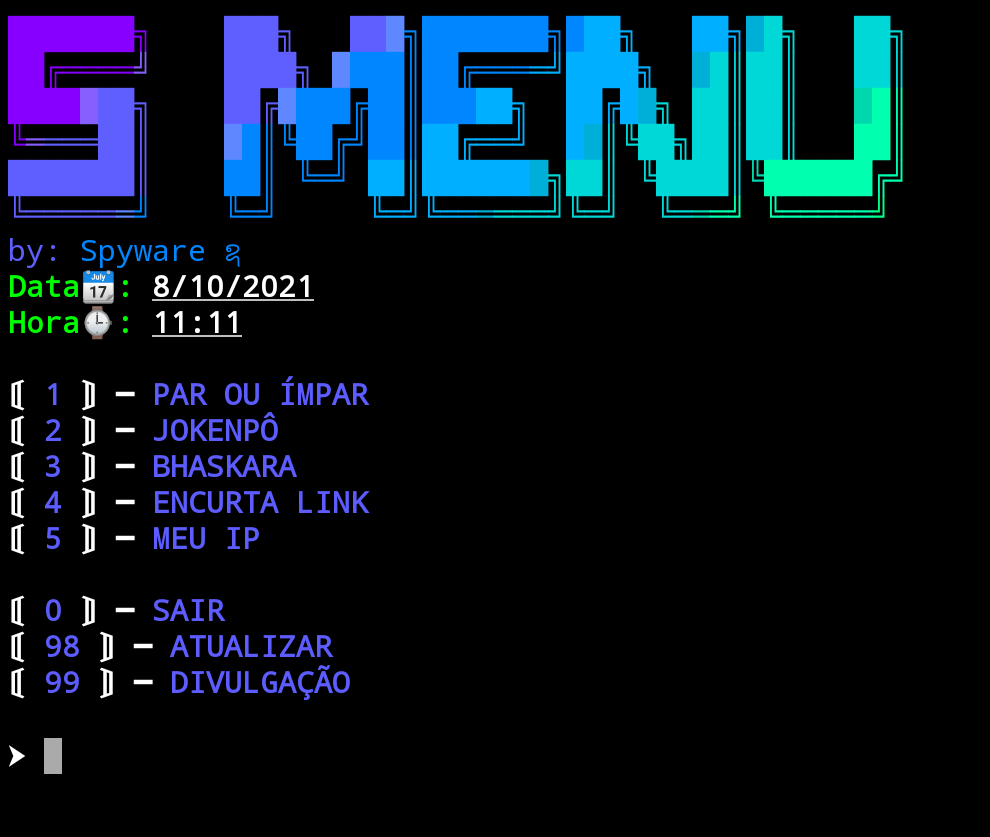 S MENU
by: Spyware ඩ
Data📅: 8/10/2021
Hora⌚: 11:11
⟦ 1 ⟧ — PAR OU ÍMPAR
⟦ 2 ⟧ — JOKENPÔ
⟦ 3 ⟧ — BHASKARA
⟦ 4 ⟧ — ENCURTA LINK
⟦ 5 ⟧ — MEU IP
⟦ 0 ⟧ — SAIR
⟦ 98 ⟧ — ATUALIZAR
⟦ 99 ⟧ — DIVULGAÇÃO
➤